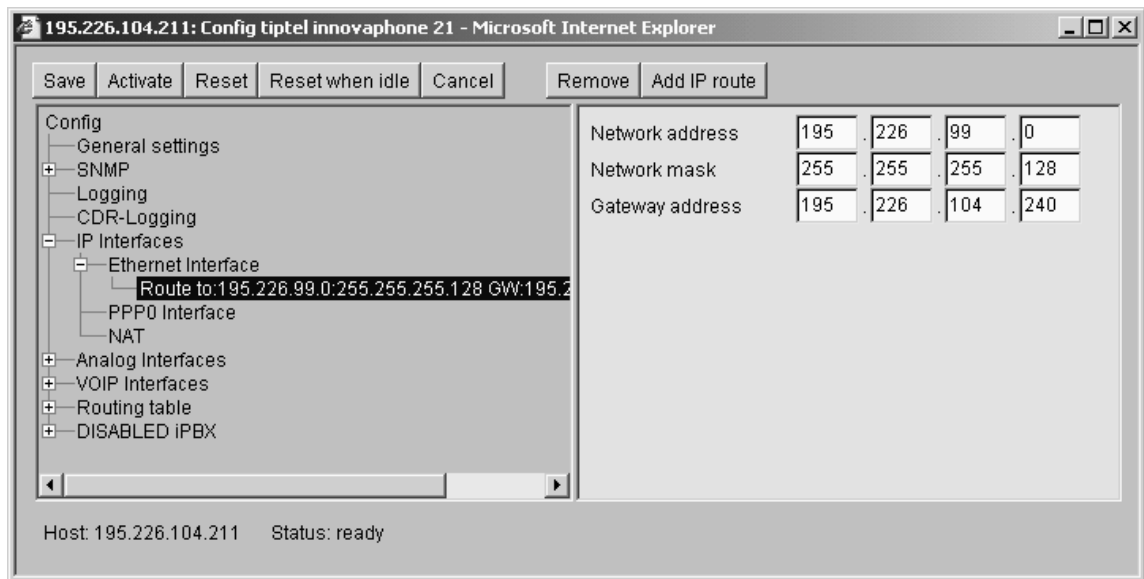 195.226.104.211: Config tiptel innovaphone 21 - Microsoft Internet Explorer
Save Activate Reset Reset when idle Cancel Remove Add IP route
Config
General settings
SNMP
Logging
CDR-Logging
IP Interfaces
Ethernet Interface
Route to:195.226.99.0:255.255.255.128 GW:195.2
PPP0 Interface
NAT
Analog Interfaces
VOIP Interfaces
Routing table
DISABLED iPBX
Network address 195 . 226 . 99 . 0
Network mask 255 . 255 . 255 . 128
Gateway address 195 . 226 . 104 . 240
Host: 195.226.104.211 Status: ready